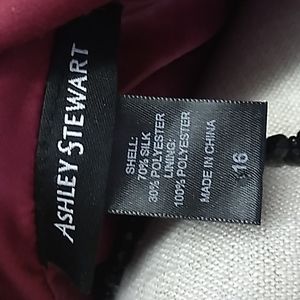 ASHLEY STEWART
SHELL:
70% SILK
30% POLYESTER
LINING:
100% POLYESTER
MADE IN CHINA
16